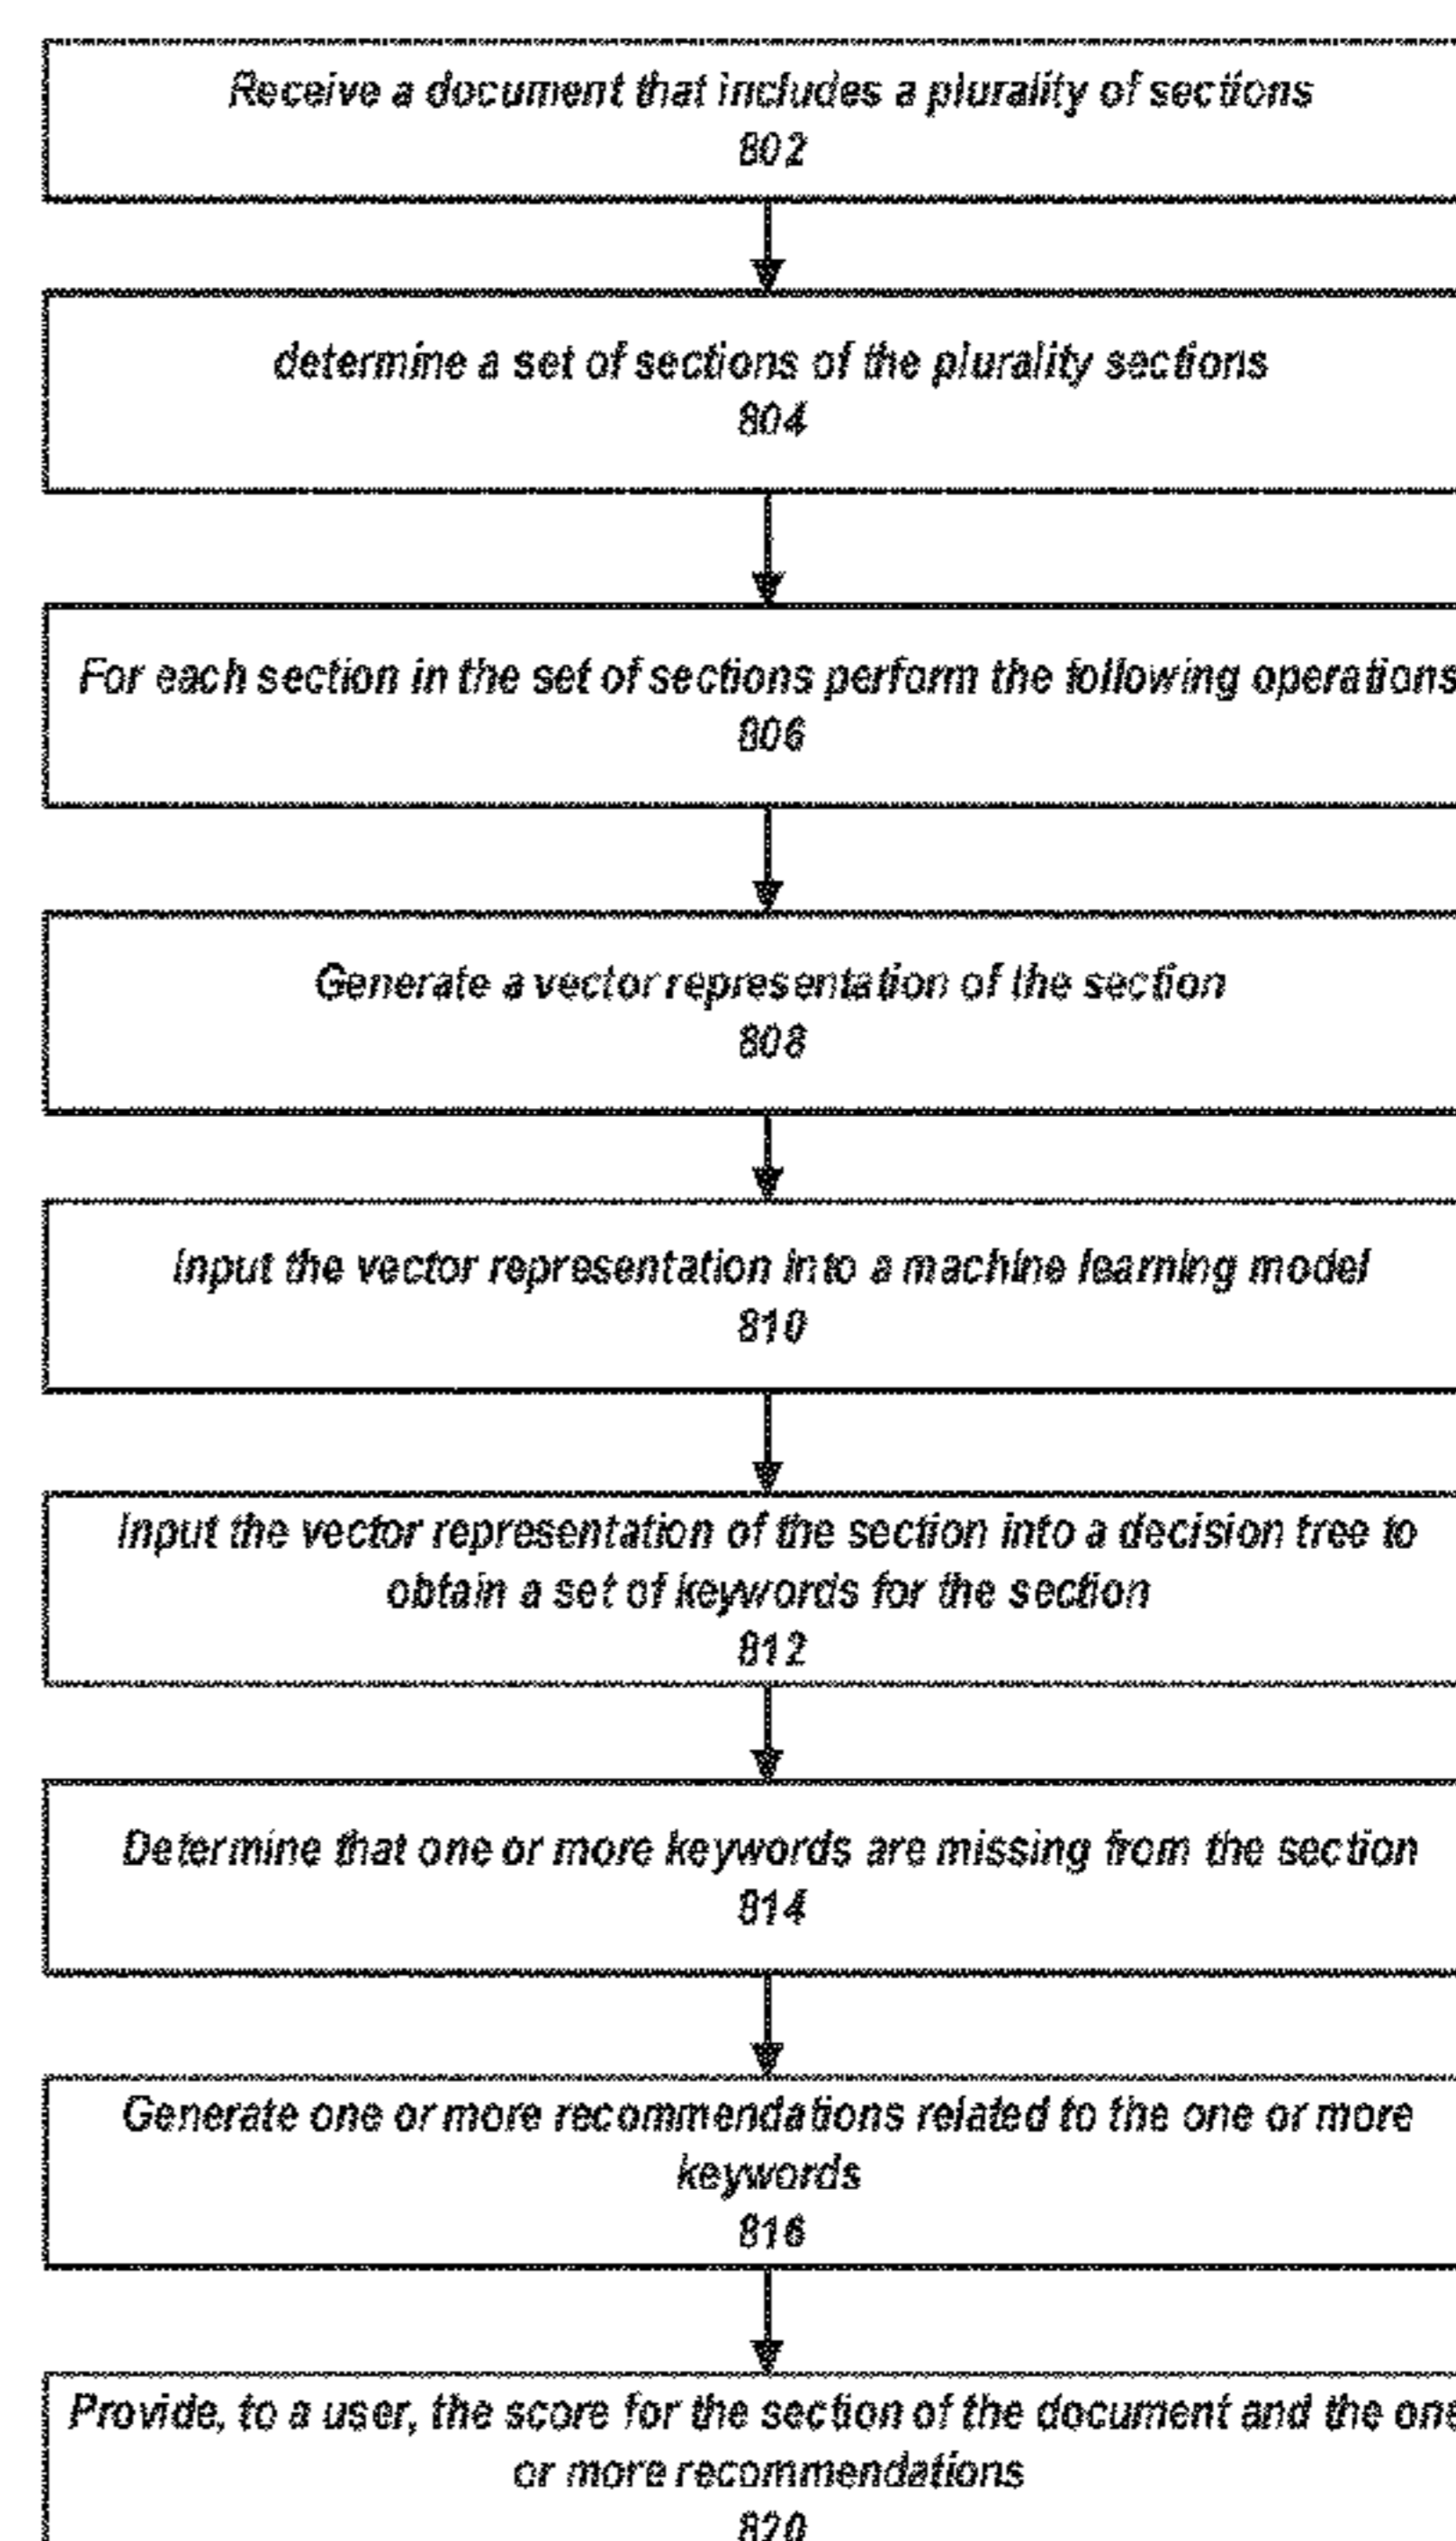 Receive a document that includes a plurality of sections
802
determine a set of sections of the plurality sections
804
For each section in the set of sections perform the following operations
806
Generate a vector representation of the section
808
Input the vector representation into a machine learning model
810
Input the vector representation of the section into a decision tree to
obtain a set of keywords for the section
812
Determine that one or more keywords are missing from the section
814
Generate one or more recommendations related to the one or more
keywords
816
Provide, to a user, the score for the section of the document and the one
or more recommendations
820